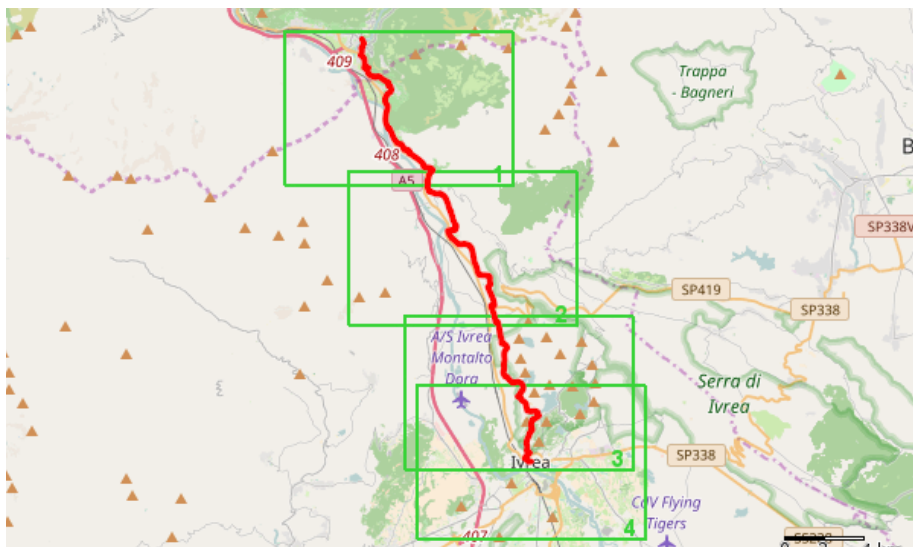 409
Trappa
- Bagneri
B
408
1
A5
SP338V
SP419
SP338
2
A/S Ivrea
Montalto
Dora
Serra di
Ivrea
Ivrea
3
SP338
CdV Flying
Tigers
4
407